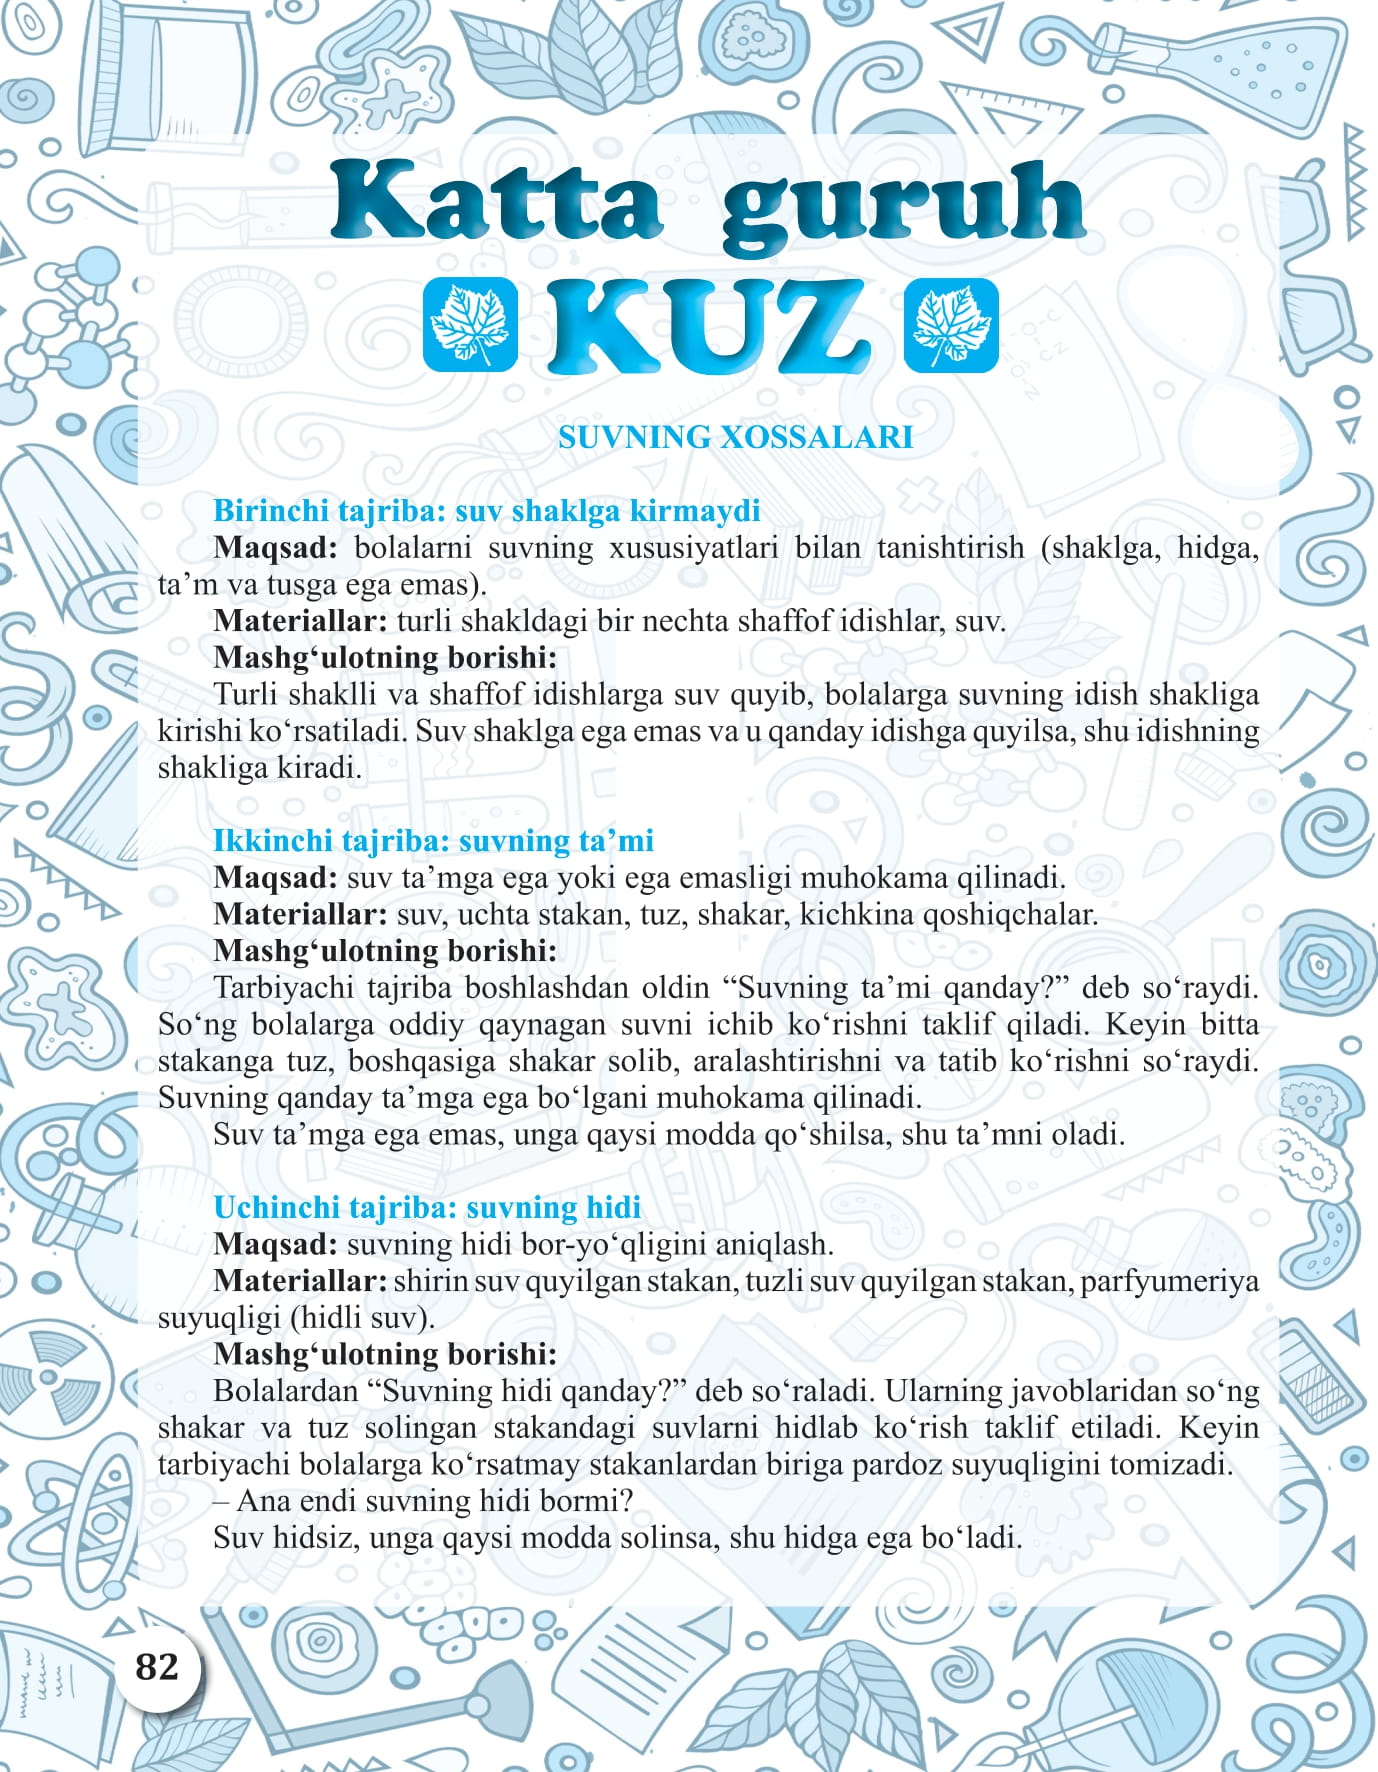 Katta guruh
KUZ
SUVNING XOSSALARI
Birinchi tajriba: suv shaklga kirmaydi
Maqsad: bolalarni suvning xususiyatlari bilan tanishtirish (shaklga, hidga,
ta’m va tusga ega emas).
Materiallar: turli shakldagi bir nechta shaffof idishlar, suv.
Mashg‘ulotning borishi:
Turli shaklli va shaffof idishlarga suv quyib, bolalarga suvning idish shakliga
kirishi ko‘rsatiladi. Suv shaklga ega emas va u qanday idishga quyilsa, shu idishning
shakliga kiradi.
Ikkinchi tajriba: suvning ta’mi
Maqsad: suv ta’mga ega yoki ega emasligi muhokama qilinadi.
Materiallar: suv, uchta stakan, tuz, shakar, kichkina qoshiqchalar.
Mashg‘ulotning borishi:
Tarbiyachi tajriba boshlashdan oldin “Suvning ta’mi qanday?” deb so‘raydi.
So‘ng bolalarga oddiy qaynagan suvni ichib ko‘rishni taklif qiladi. Keyin bitta
stakanga tuz, boshqasiga shakar solib, aralashtirishni va tatib ko‘rishni so‘raydi.
Suvning qanday ta’mga ega bo‘lgani muhokama qilinadi.
Suv ta’mga ega emas, unga qaysi modda qo‘shilsa, shu ta’mni oladi.
Uchinchi tajriba: suvning hidi
Maqsad: suvning hidi bor-yo‘qligini aniqlash.
Materiallar: shirin suv quyilgan stakan, tuzli suv quyilgan stakan, parfyumeriya
suyuqligi (hidli suv).
Mashg‘ulotning borishi:
Bolalardan “Suvning hidi qanday?” deb so‘raladi. Ularning javoblaridan so‘ng
shakar va tuz solingan stakandagi suvlarni hidlab ko‘rish taklif etiladi. Keyin
tarbiyachi bolalarga ko‘rsatmay stakanlardan biriga pardoz suyuqligini tomizadi.
– Ana endi suvning hidi bormi?
Suv hidsiz, unga qaysi modda solinsa, shu hidga ega bo‘ladi.
82